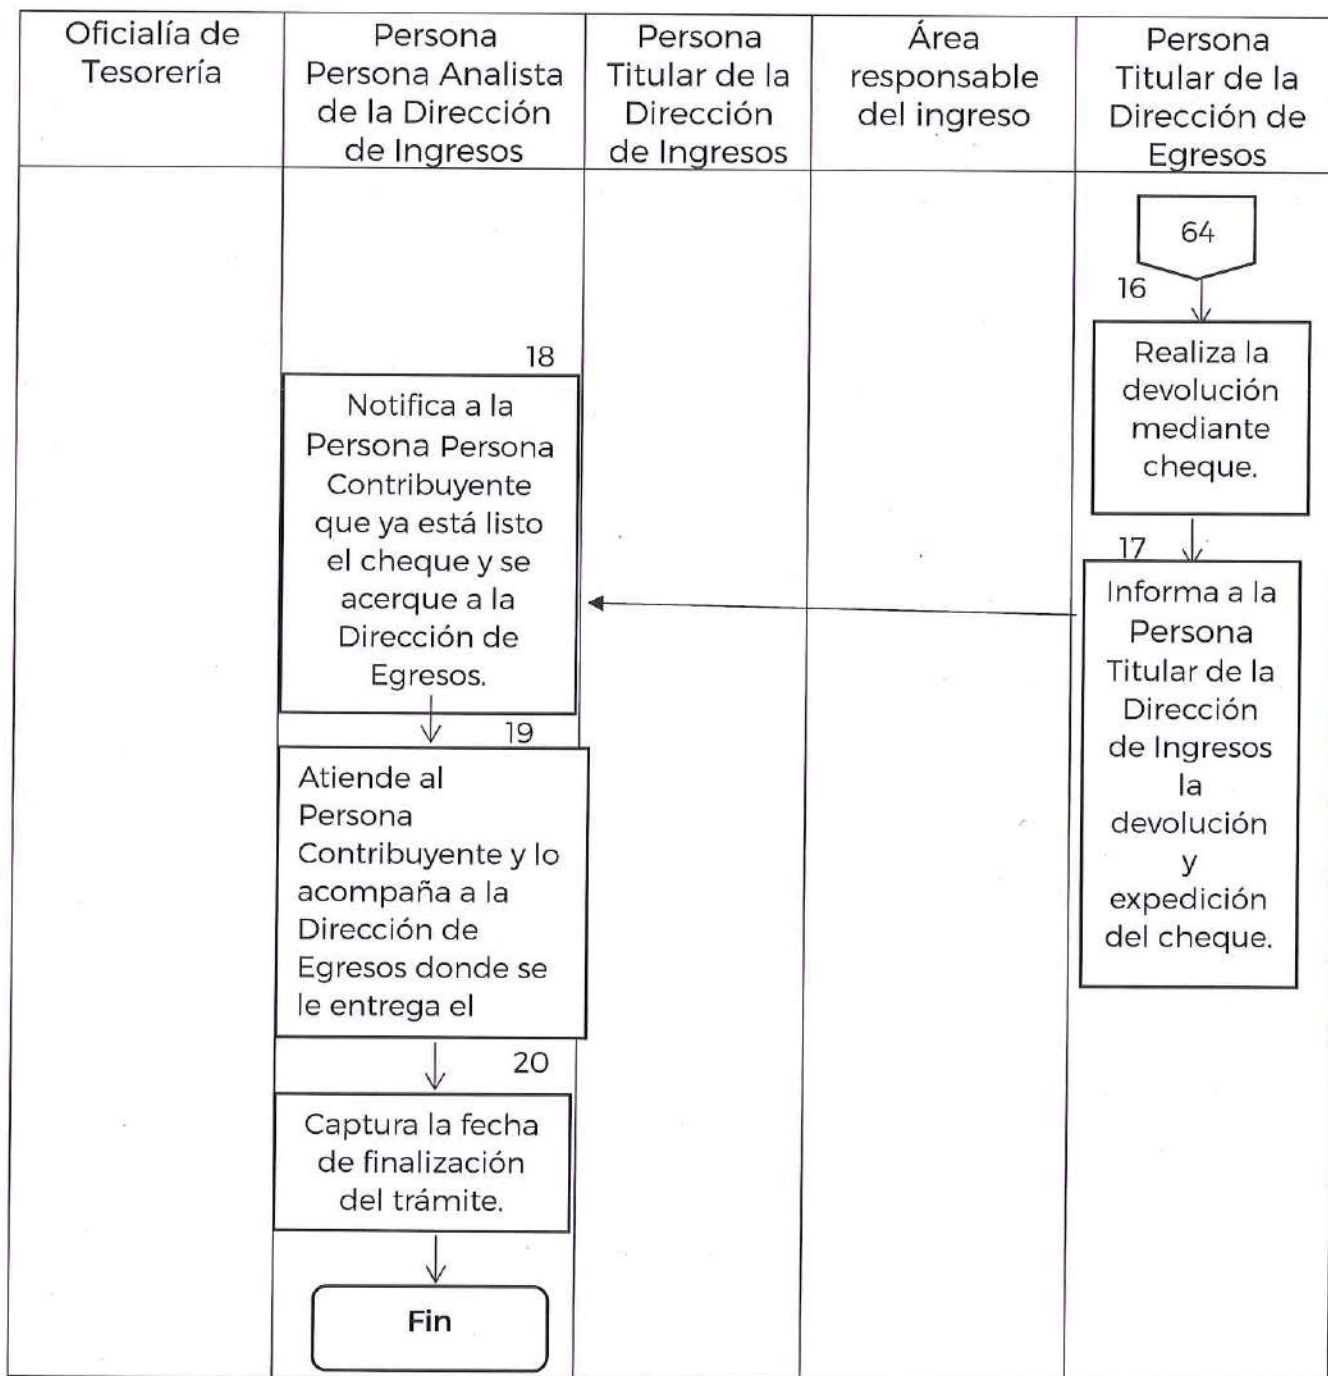 Oficialía de
Tesorería
Persona
Persona Analista
de la Dirección
de Ingresos
Persona
Titular de la
Dirección
de Ingresos
Área
responsable
del ingreso
Persona
Titular de la
Dirección de
Egresos
64
16
Realiza la
devolución
mediante
cheque.
17
Informa a la
Persona
Titular de la
Dirección
de Ingresos
la
devolución
y
expedición
del cheque.
18
Notifica a la
Persona Persona
Contribuyente
que ya está listo
el cheque y se
acerque a la
Dirección de
Egresos.
19
Atiende al
Persona
Contribuyente y lo
acompaña a la
Dirección de
Egresos donde se
le entrega el
20
Captura la fecha
de finalización
del trámite.
Fin